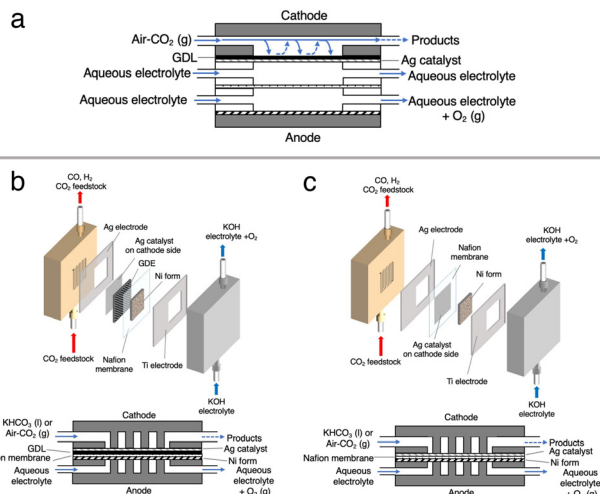 a
Cathode
Air-CO₂ (g)
Products
GDL
Ag catalyst
Aqueous electrolyte
Aqueous electrolyte
Aqueous electrolyte
Aqueous electrolyte
+ O₂ (g)
Anode
b
CO, H₂
CO₂ feedstock
Ag electrode
Ag catalyst
on cathode side
GDE
Ni form
KOH
electrolyte +O₂
CO₂ feedstock
Nafion
membrane
Ti electrode
KOH
electrolyte
Cathode
KHCO₃ (l) or
Air-CO₂ (g)
Products
GDL
Ag catalyst
on membrane
Ni form
Aqueous
electrolyte
Aqueous
electrolyte
+ O₂ (g)
Anode
c
CO, H₂
CO₂ feedstock
Ag electrode
Nafion
membrane
Ni form
KOH
electrolyte +O₂
CO₂ feedstock
Ag catalyst
on cathode side
Ti electrode
KOH
electrolyte
Cathode
KHCO₃ (l) or
Air-CO₂ (g)
Products
Nafion membrane
Ag catalyst
Ni form
Aqueous
electrolyte
Aqueous
electrolyte
Anode